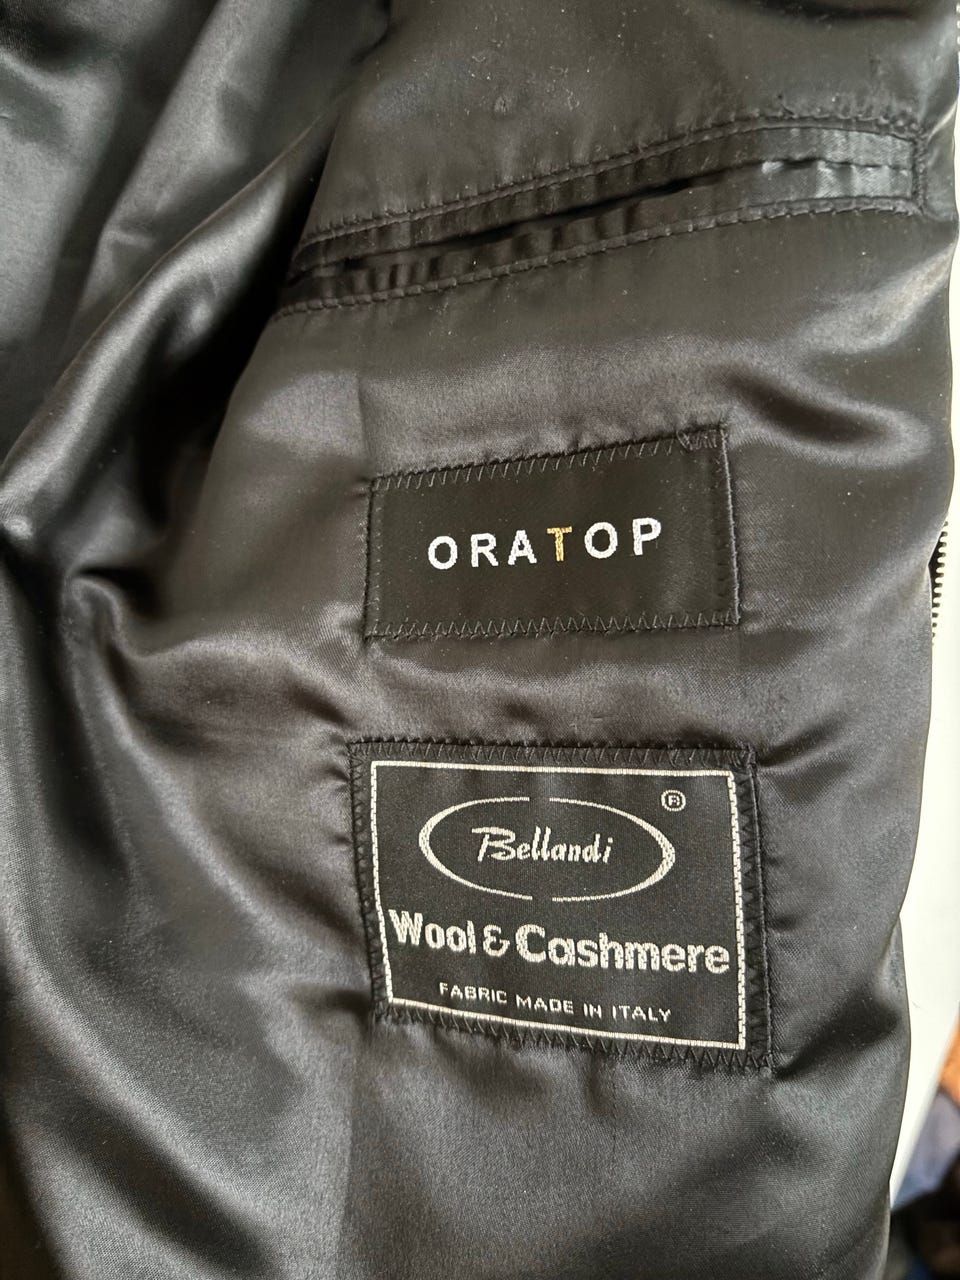 ORATOP
®
Bellandi
Wool & Cashmere
FABRIC MADE IN ITALY